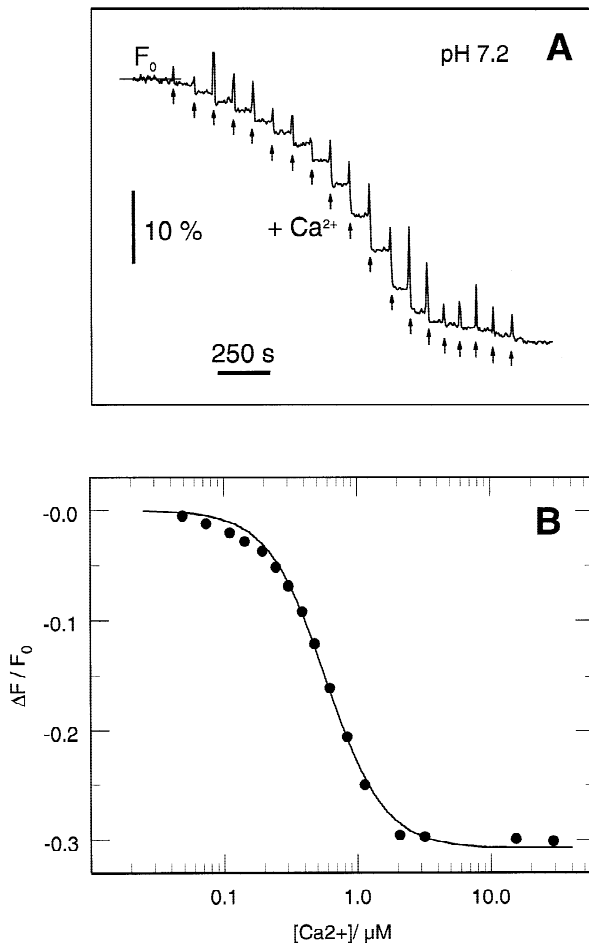 F₀
pH 7.2
A
10 %
+ Ca²⁺
250 s
B
-0.0
-0.1
-0.2
-0.3
ΔF / F₀
0.1 1.0 10.0
[Ca2+]/ μM